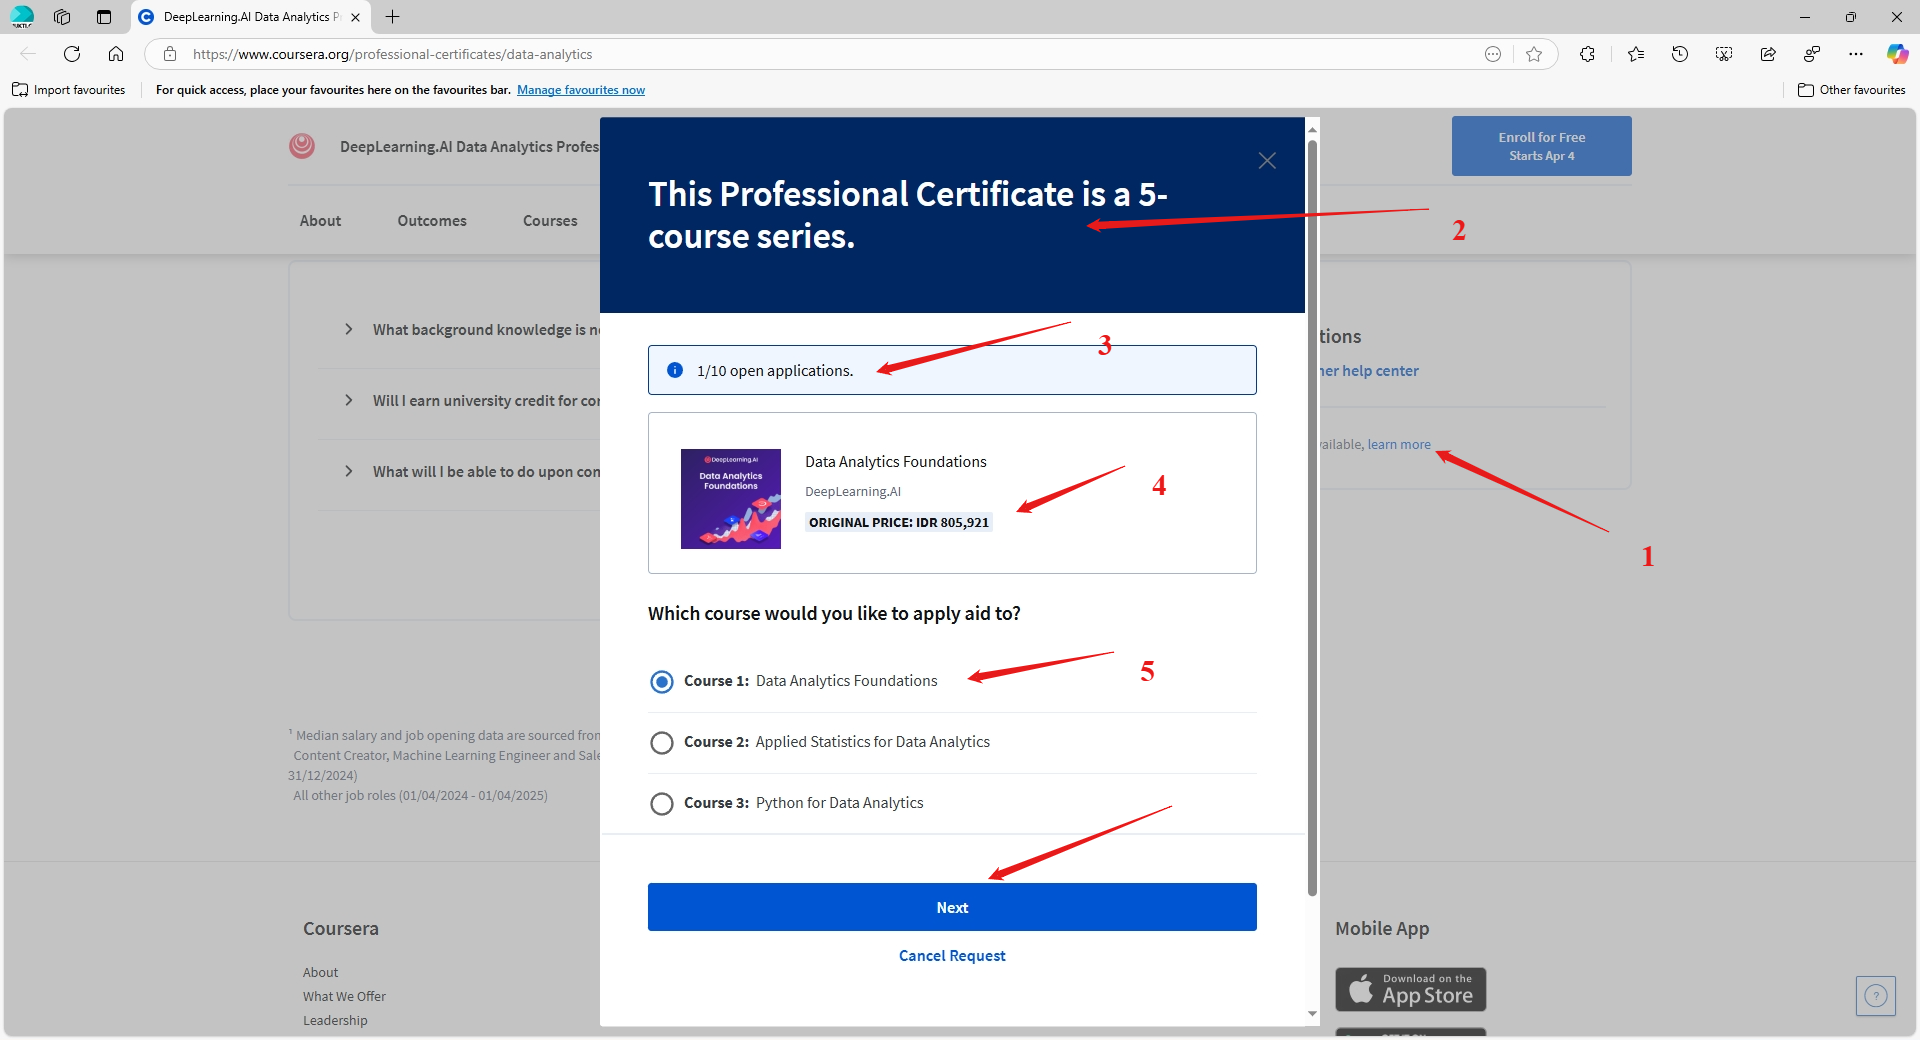 DeepLearning.AI Data Analytics P
https://www.coursera.org/professional-certificates/data-analytics
Import favourites
For quick access, place your favourites here on the favourites bar. Manage favourites now
Other favourites
DeepLearning.AI Data Analytics Profes
Enroll for Free
Starts Apr 4
About
Outcomes
Courses
This Professional Certificate is a 5-
course series.
2
What background knowledge is n
Will I earn university credit for co
What will I be able to do upon con
3
1/10 open applications.
DeepLearning.AI
Data Analytics
Foundations
Data Analytics Foundations
DeepLearning.AI
ORIGINAL PRICE: IDR 805,921
4
tions
ner help center
vailable, learn more
1
Which course would you like to apply aid to?
Course 1: Data Analytics Foundations
5
Course 2: Applied Statistics for Data Analytics
Course 3: Python for Data Analytics
Next
Cancel Request
¹ Median salary and job opening data are sourced from
Content Creator, Machine Learning Engineer and Sale
31/12/2024)
All other job roles (01/04/2024 - 01/04/2025)
Coursera
About
What We Offer
Leadership
Mobile App
Download on the
App Store